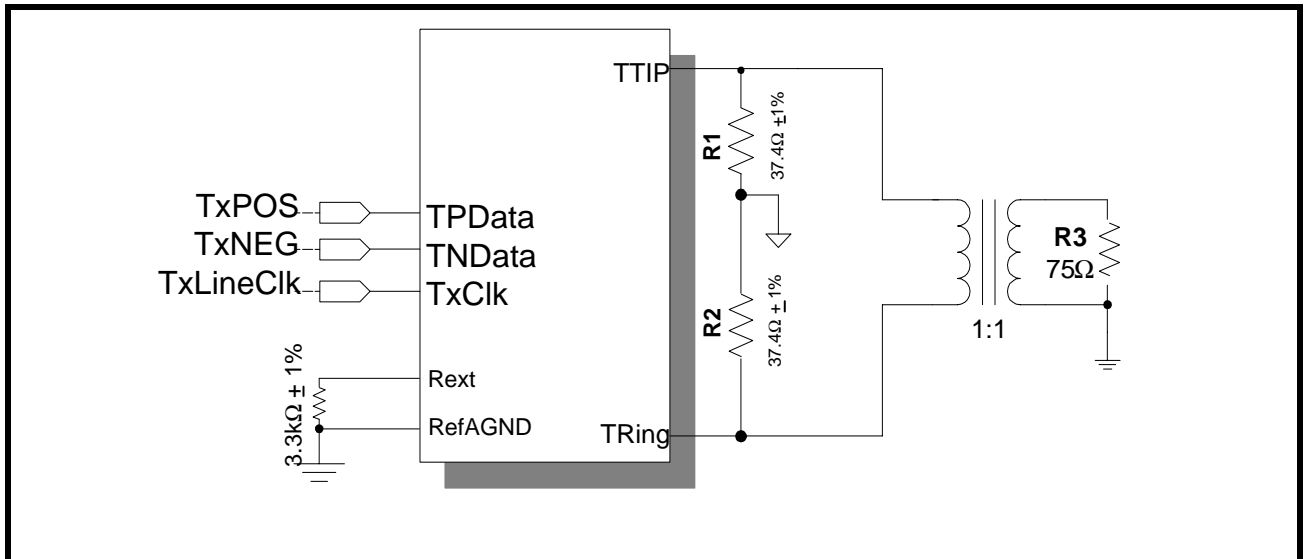 TTIP
R1
37.4Ω ±1%
TxPOS
TPData
TxNEG
TNData
TxLineClk
TxClk
R3
75Ω
R2
37.4Ω ± 1%
1:1
3.3kΩ ± 1%
Rext
RefAGND
TRing